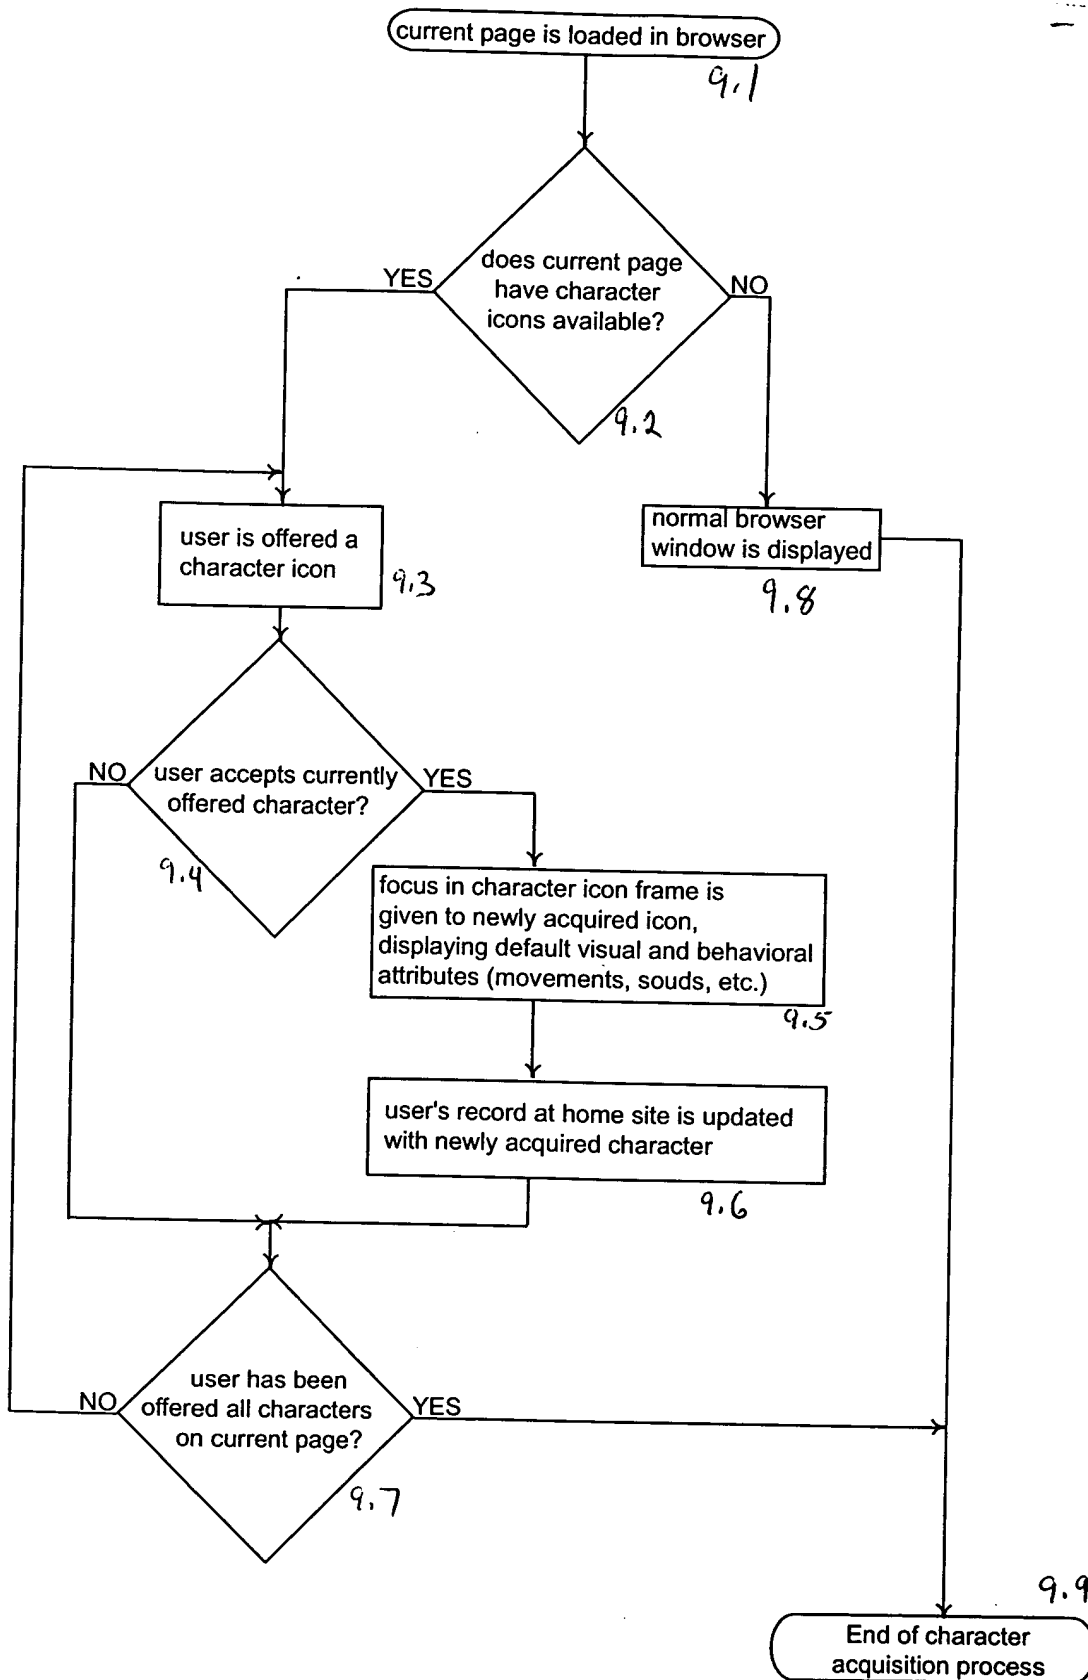 current page is loaded in browser
9.1
does current page
have character
icons available?
YES
NO
9.2
user is offered a
character icon
9.3
normal browser
window is displayed
9.8
user accepts currently
offered character?
NO
YES
9.4
focus in character icon frame is
given to newly acquired icon,
displaying default visual and behavioral
attributes (movements, souds, etc.)
9.5
user's record at home site is updated
with newly acquired character
9.6
user has been
offered all characters
on current page?
NO
YES
9.7
9.9
End of character
acquisition process